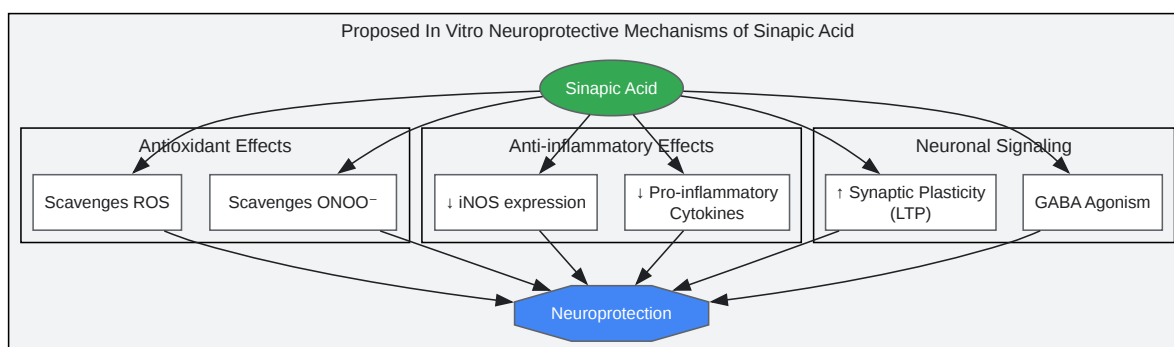 Proposed In Vitro Neuroprotective Mechanisms of Sinapic Acid
Sinapic Acid
Antioxidant Effects
Anti-inflammatory Effects
Neuronal Signaling
Scavenges ROS
Scavenges ONOO⁻
↓ iNOS expression
↓ Pro-inflammatory
Cytokines
↑ Synaptic Plasticity
(LTP)
GABA Agonism
Neuroprotection